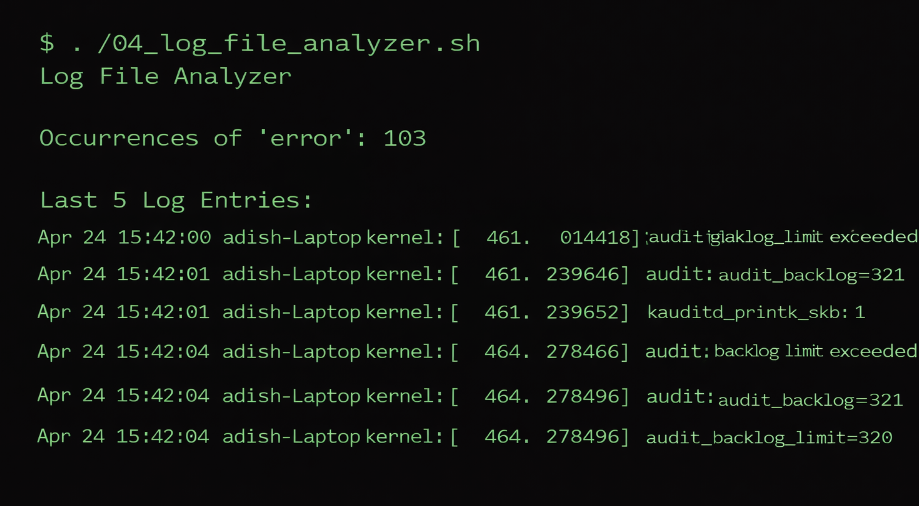 $ . /04_log_file_analyzer.sh
Log File Analyzer
Occurrences of 'error': 103
Last 5 Log Entries:
Apr 24 15:42:00 adish-Laptop kernel: [ 461. 014418] audit exceeded
Apr 24 15:42:01 adish-Laptop kernel: [ 461. 239646] audit: audit_backlog=321
Apr 24 15:42:01 adish-Laptop kernel: [ 461. 239652] kauditd_printk_skb: 1
Apr 24 15:42:04 adish-Laptop kernel: [ 464. 278466] audit: backlog limit exceeded
Apr 24 15:42:04 adish-Laptop kernel: [ 464. 278496] audit: audit_backlog=321
Apr 24 15:42:04 adish-Laptop kernel: [ 464. 278496] audit_backlog_limit=320